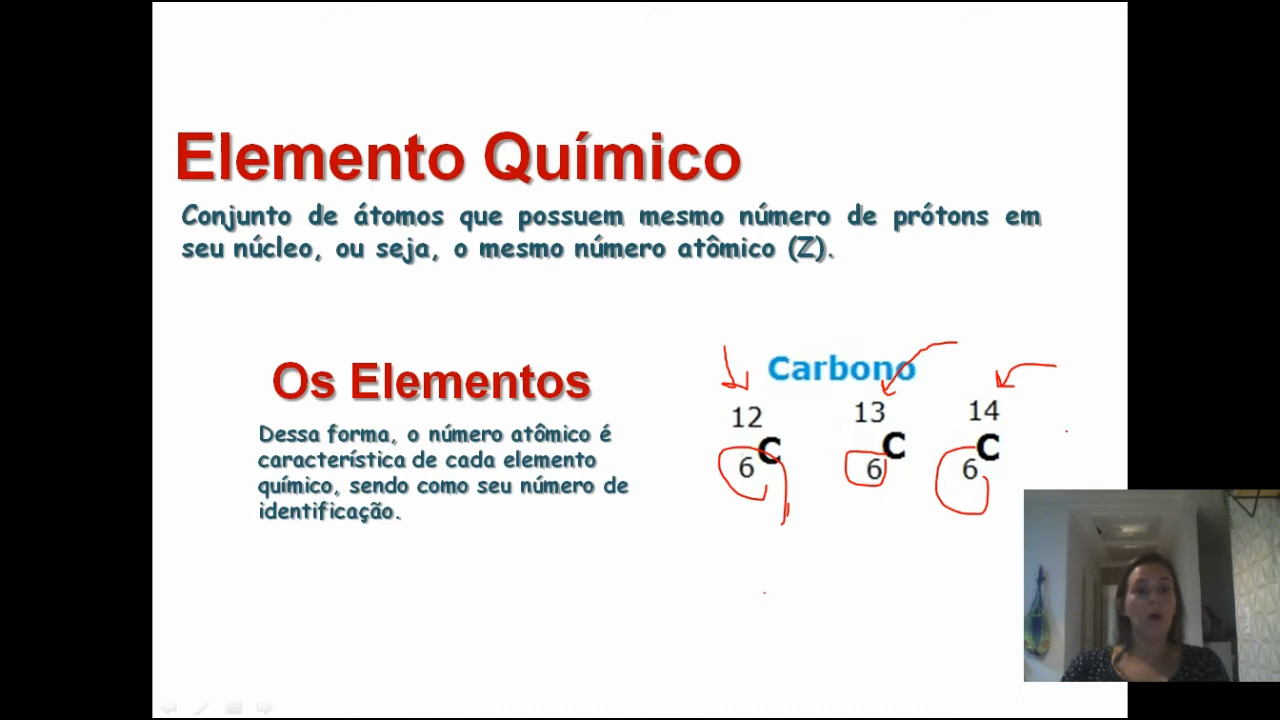 Elemento Químico
Conjunto de átomos que possuem mesmo número de prótons em
seu núcleo, ou seja, o mesmo número atômico (Z).
Os Elementos
Dessa forma, o número atômico é
característica de cada elemento
químico, sendo como seu número de
identificação.
Carbono
12 13 14
C C C
6 6 6